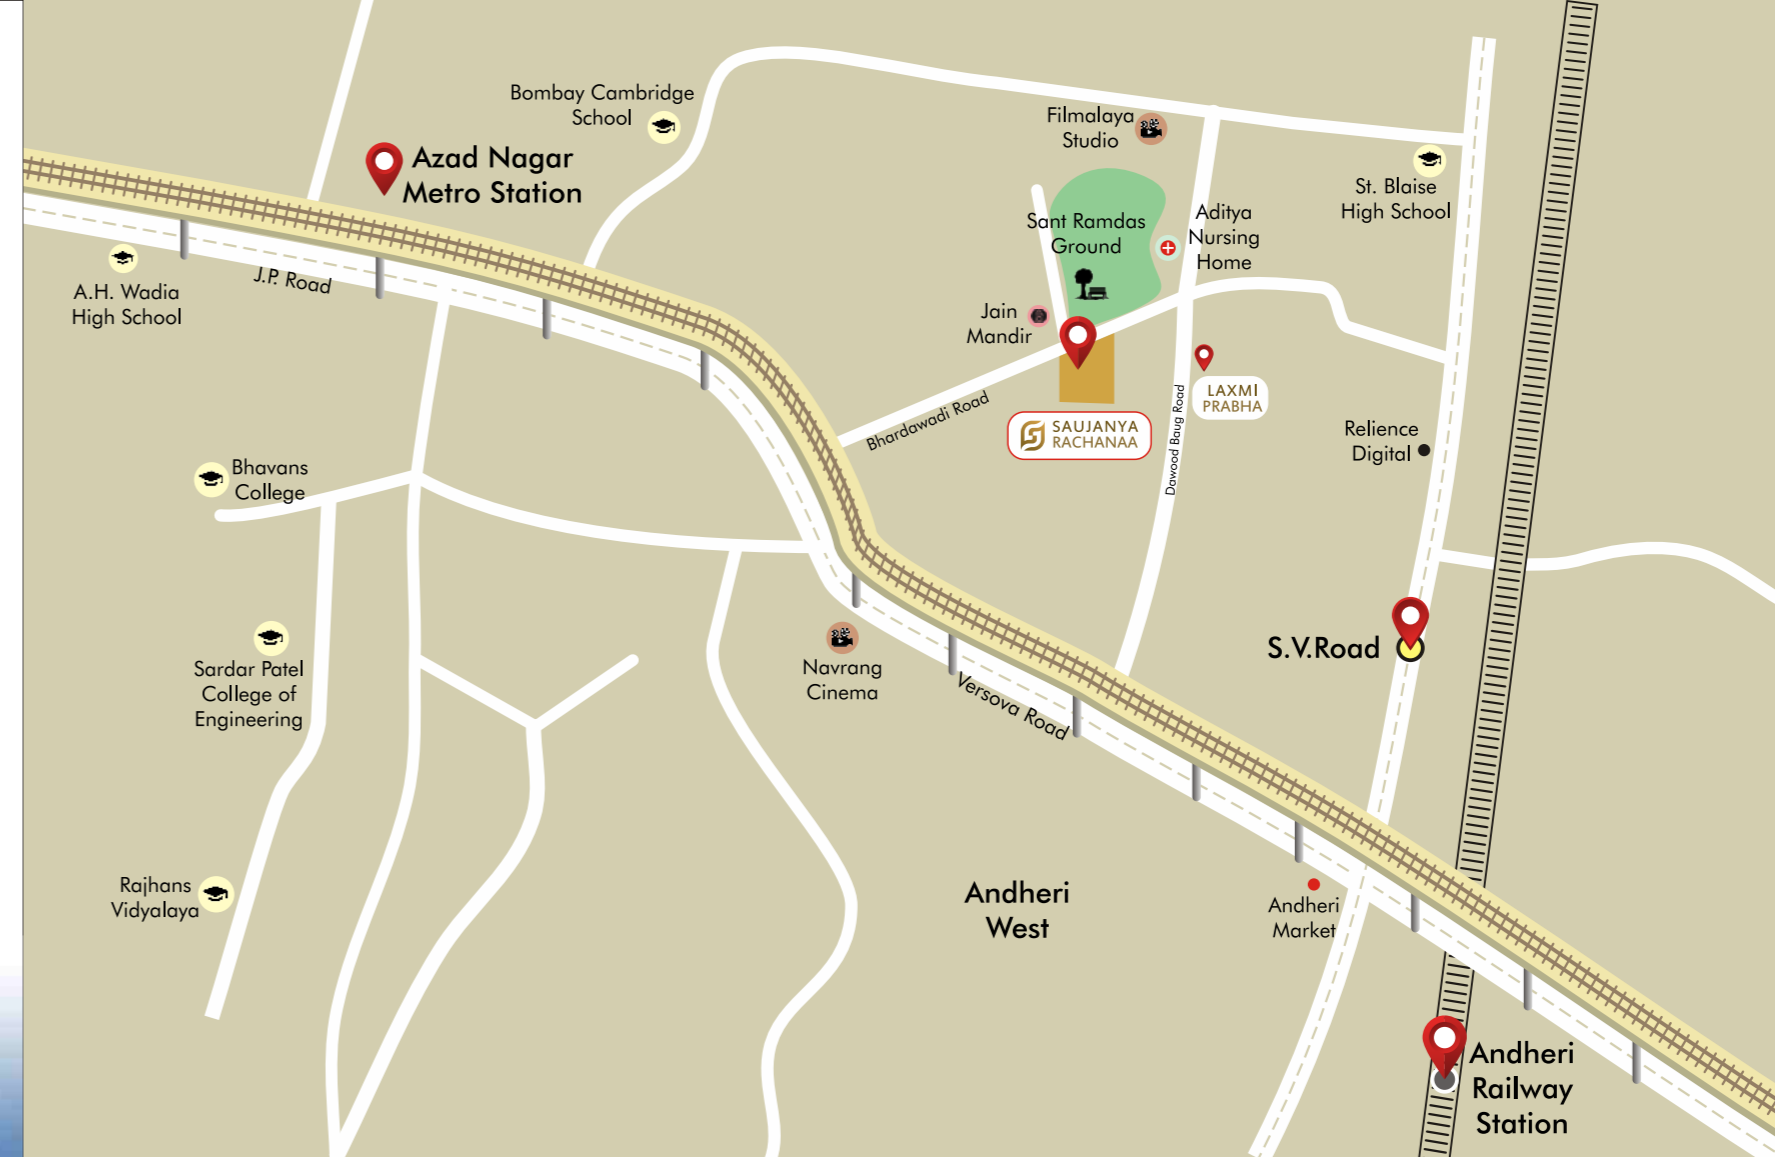 Bombay Cambridge
School
Filmalaya
Studio
Azad Nagar
Metro Station
St. Blaise
High School
Sant Ramdas
Ground
Aditya
Nursing
Home
A.H. Wadia
High School
J.P. Road
Jain
Mandir
LAXMI
PRABHA
Bhardawadi Road
SAUJANYA
RACHANAA
Dawood Baug Road
Relience
Digital
Bhavans
College
S.V.Road
Sardar Patel
College of
Engineering
Navrang
Cinema
Versova Road
Rajhans
Vidyalaya
Andheri
West
Andheri
Market
Andheri
Railway
Station